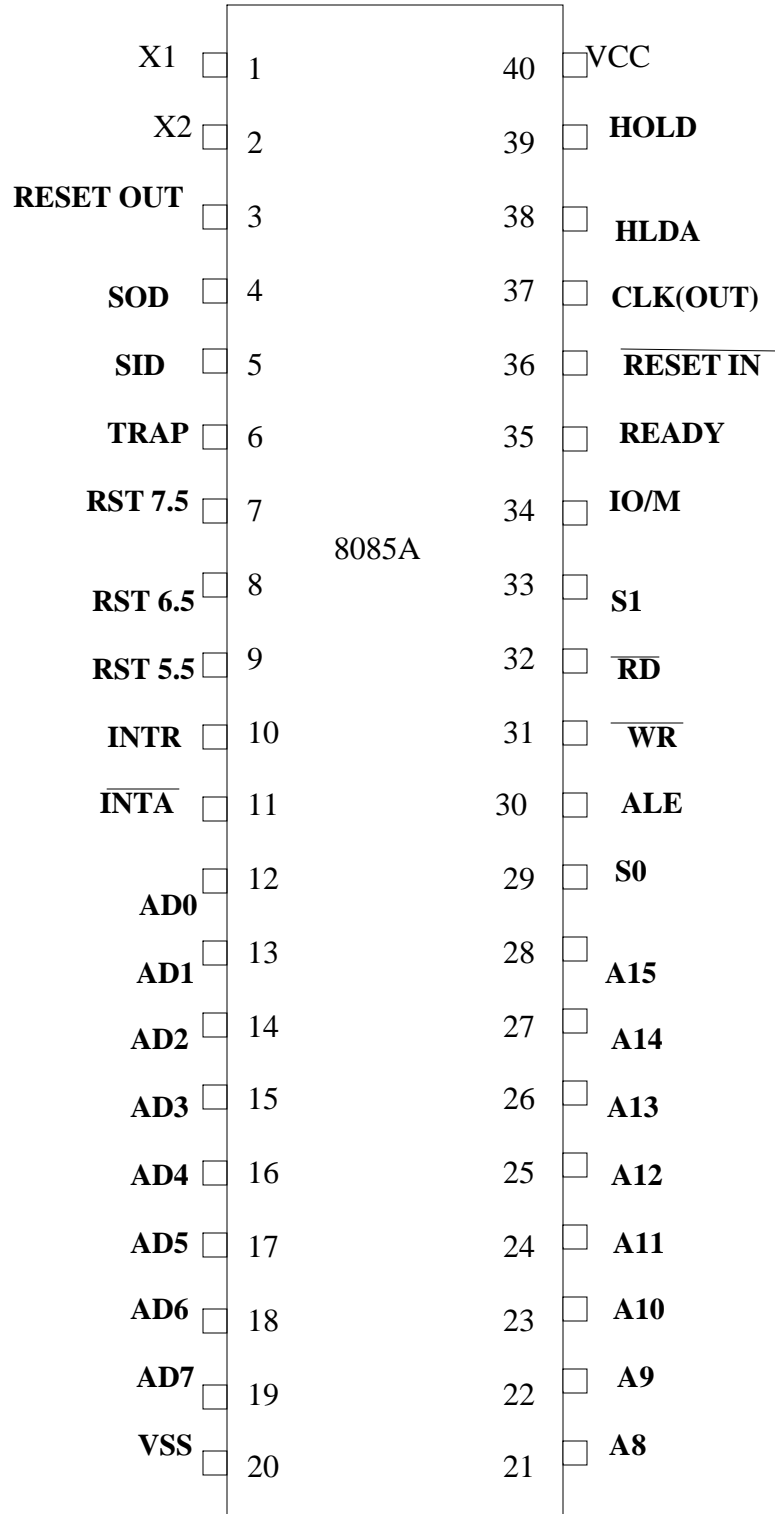 X1 1 40 VCC
X2 2 39 HOLD
RESET OUT 3 38 HLDA
SOD 4 37 CLK(OUT)
SID 5 36 RESET IN
TRAP 6 35 READY
RST 7.5 7 34 IO/M
8085A
RST 6.5 8 33 S1
RST 5.5 9 32 RD
INTR 10 31 WR
INTA 11 30 ALE
AD0 12 29 S0
AD1 13 28 A15
AD2 14 27 A14
AD3 15 26 A13
AD4 16 25 A12
AD5 17 24 A11
AD6 18 23 A10
AD7 19 22 A9
VSS 20 21 A8